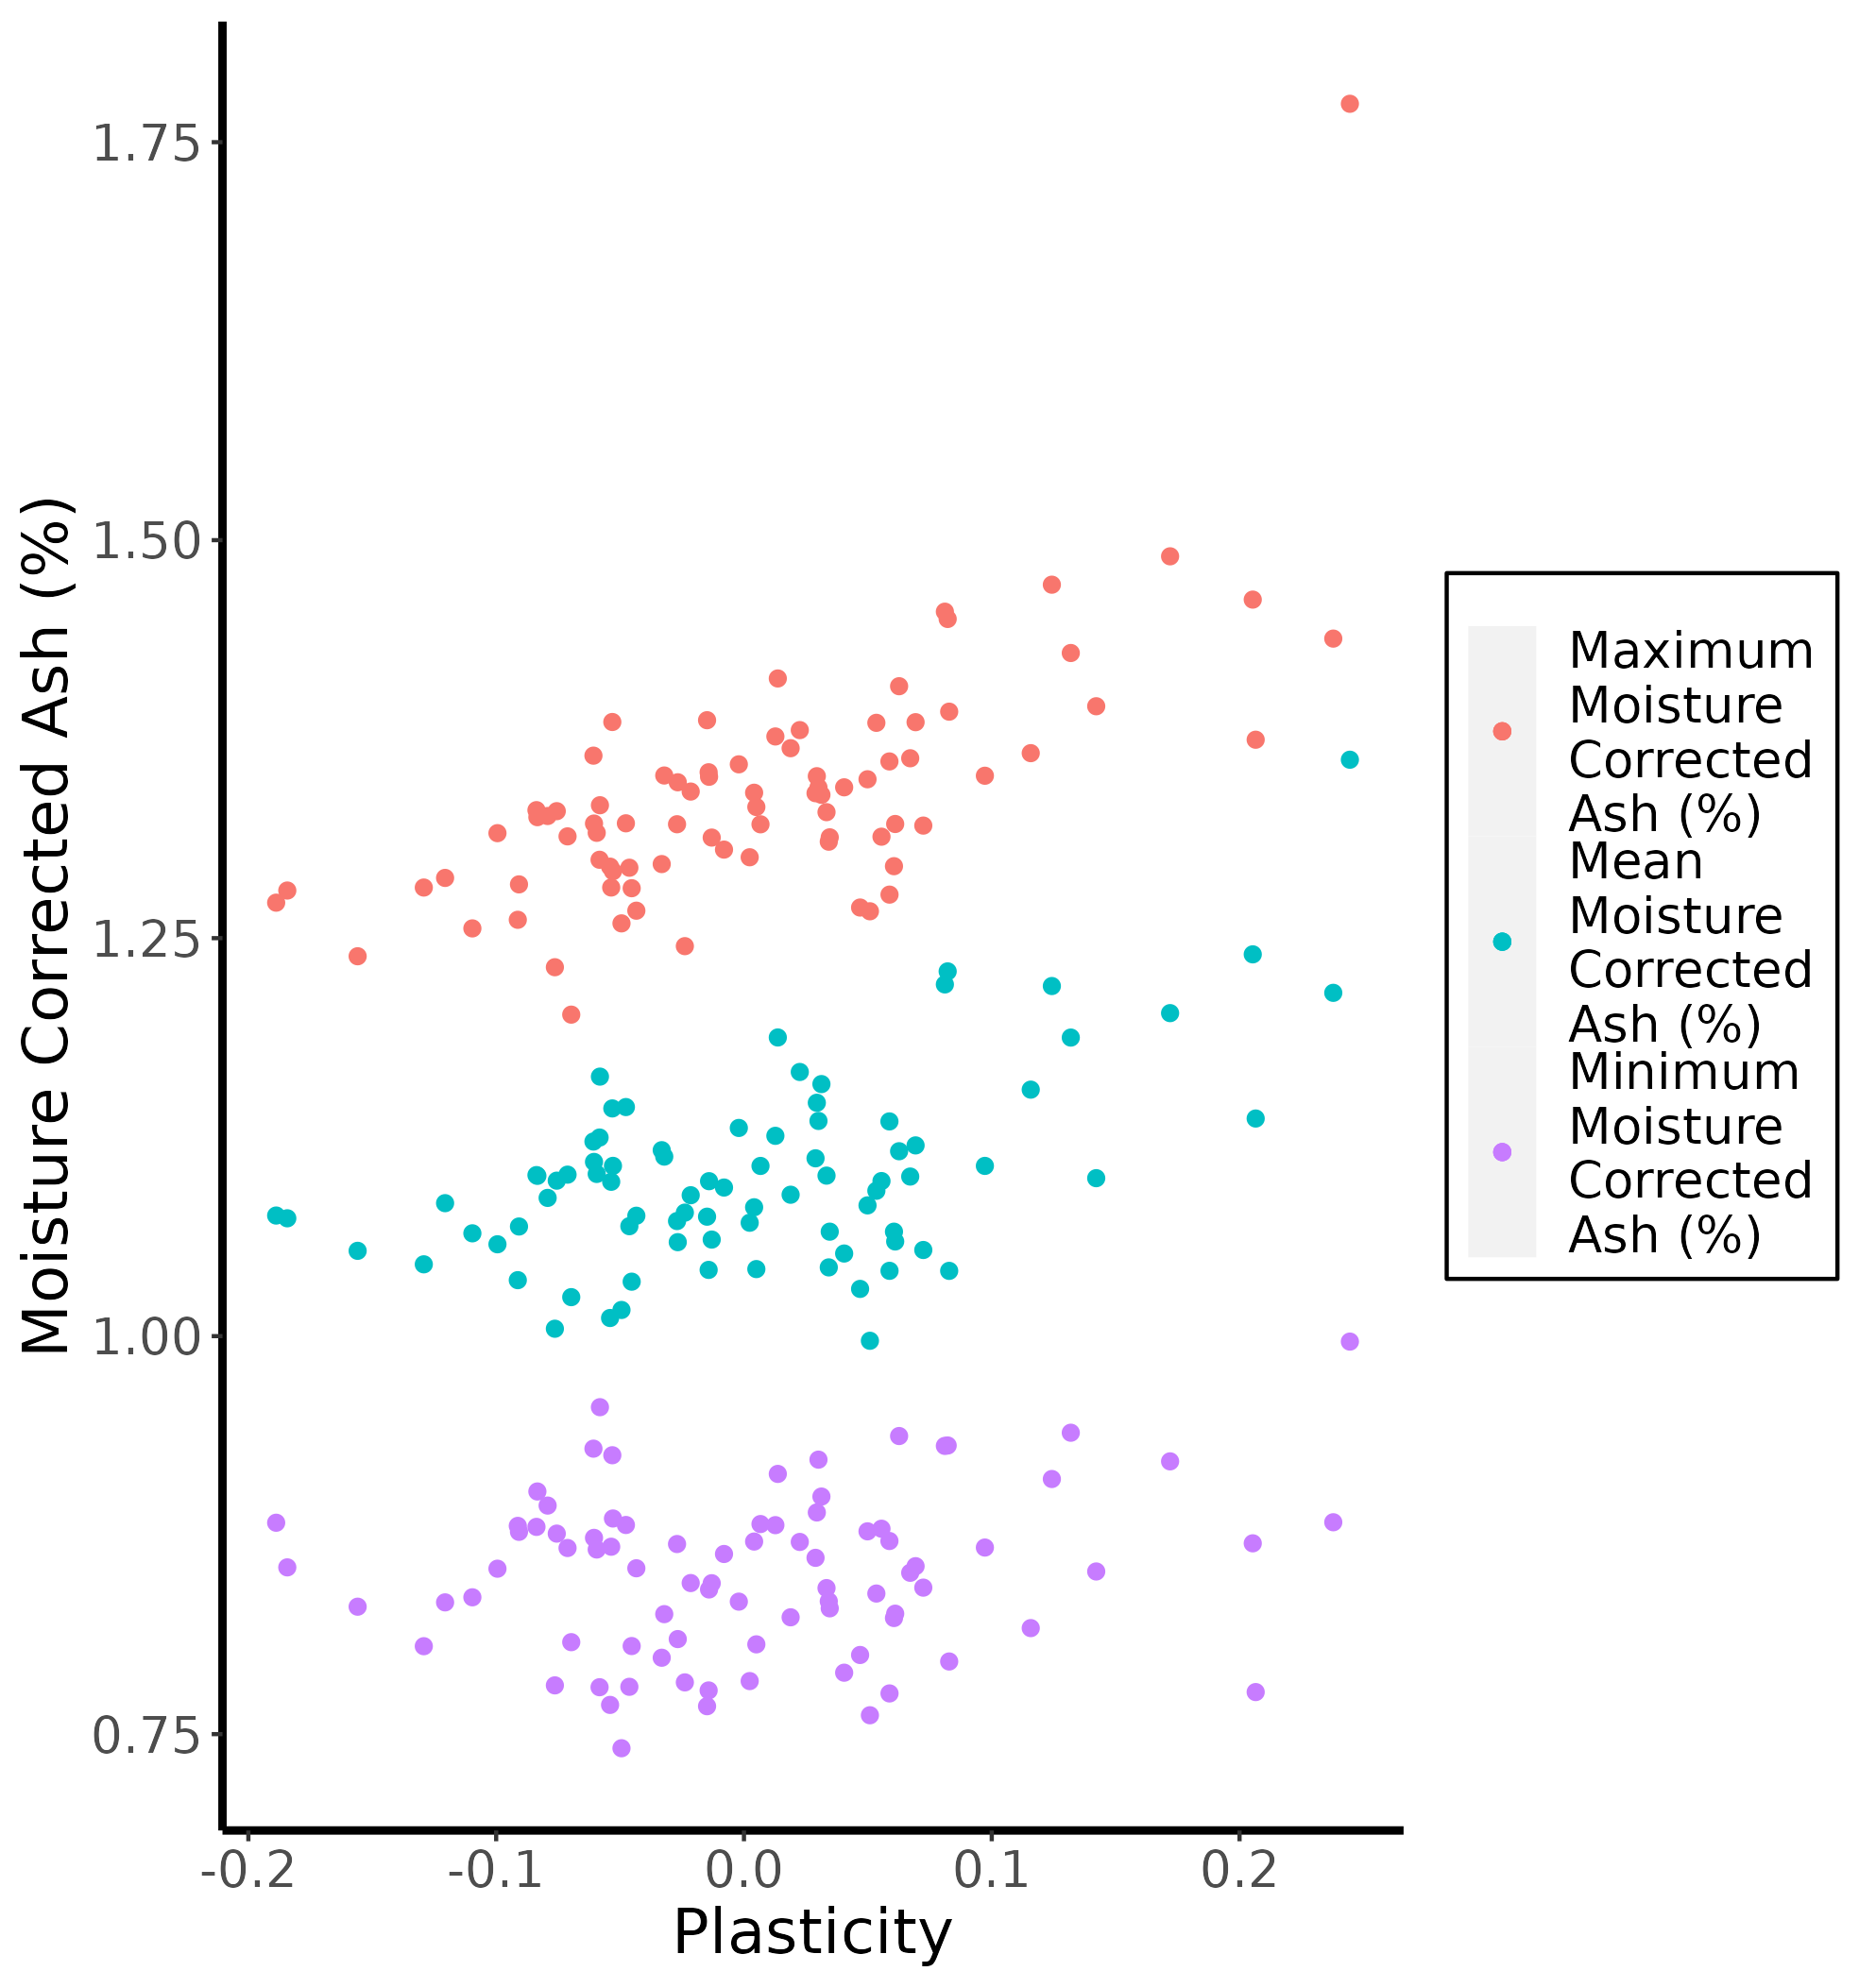 Moisture Corrected Ash (%)
1.75
1.50
1.25
1.00
0.75
-0.2
-0.1
0.0
0.1
0.2
Plasticity
Maximum
Moisture
Corrected
Ash (%)
Mean
Moisture
Corrected
Ash (%)
Minimum
Moisture
Corrected
Ash (%)